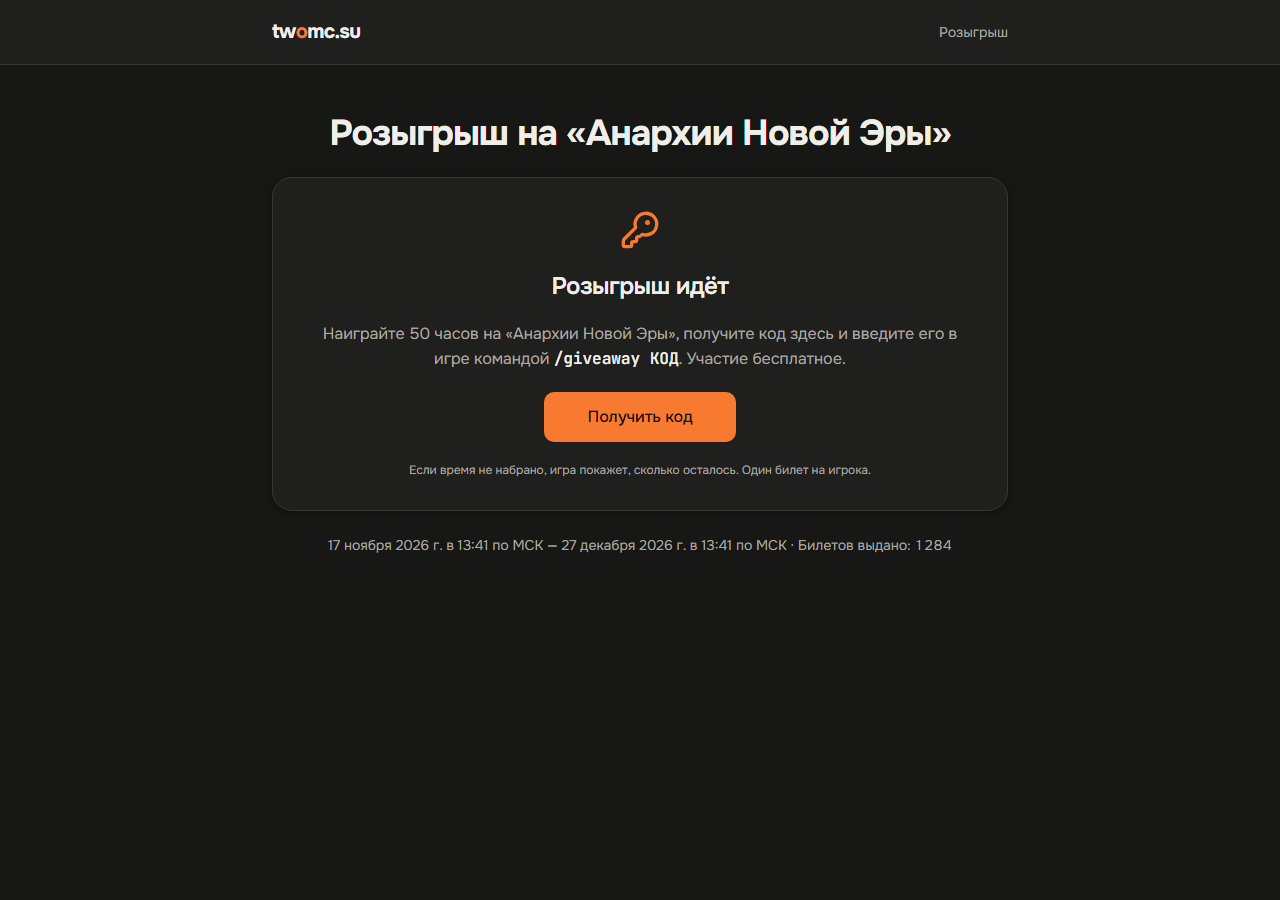 twomc.su
Розыгрыш
Розыгрыш на «Анархии Новой Эры»
Розыгрыш идёт
Наиграйте 50 часов на «Анархии Новой Эры», получите код здесь и введите его в
игре командой /giveaway КОД. Участие бесплатное.
Получить код
Если время не набрано, игра покажет, сколько осталось. Один билет на игрока.
17 ноября 2026 г. в 13:41 по МСК — 27 декабря 2026 г. в 13:41 по МСК · Билетов выдано: 1 284